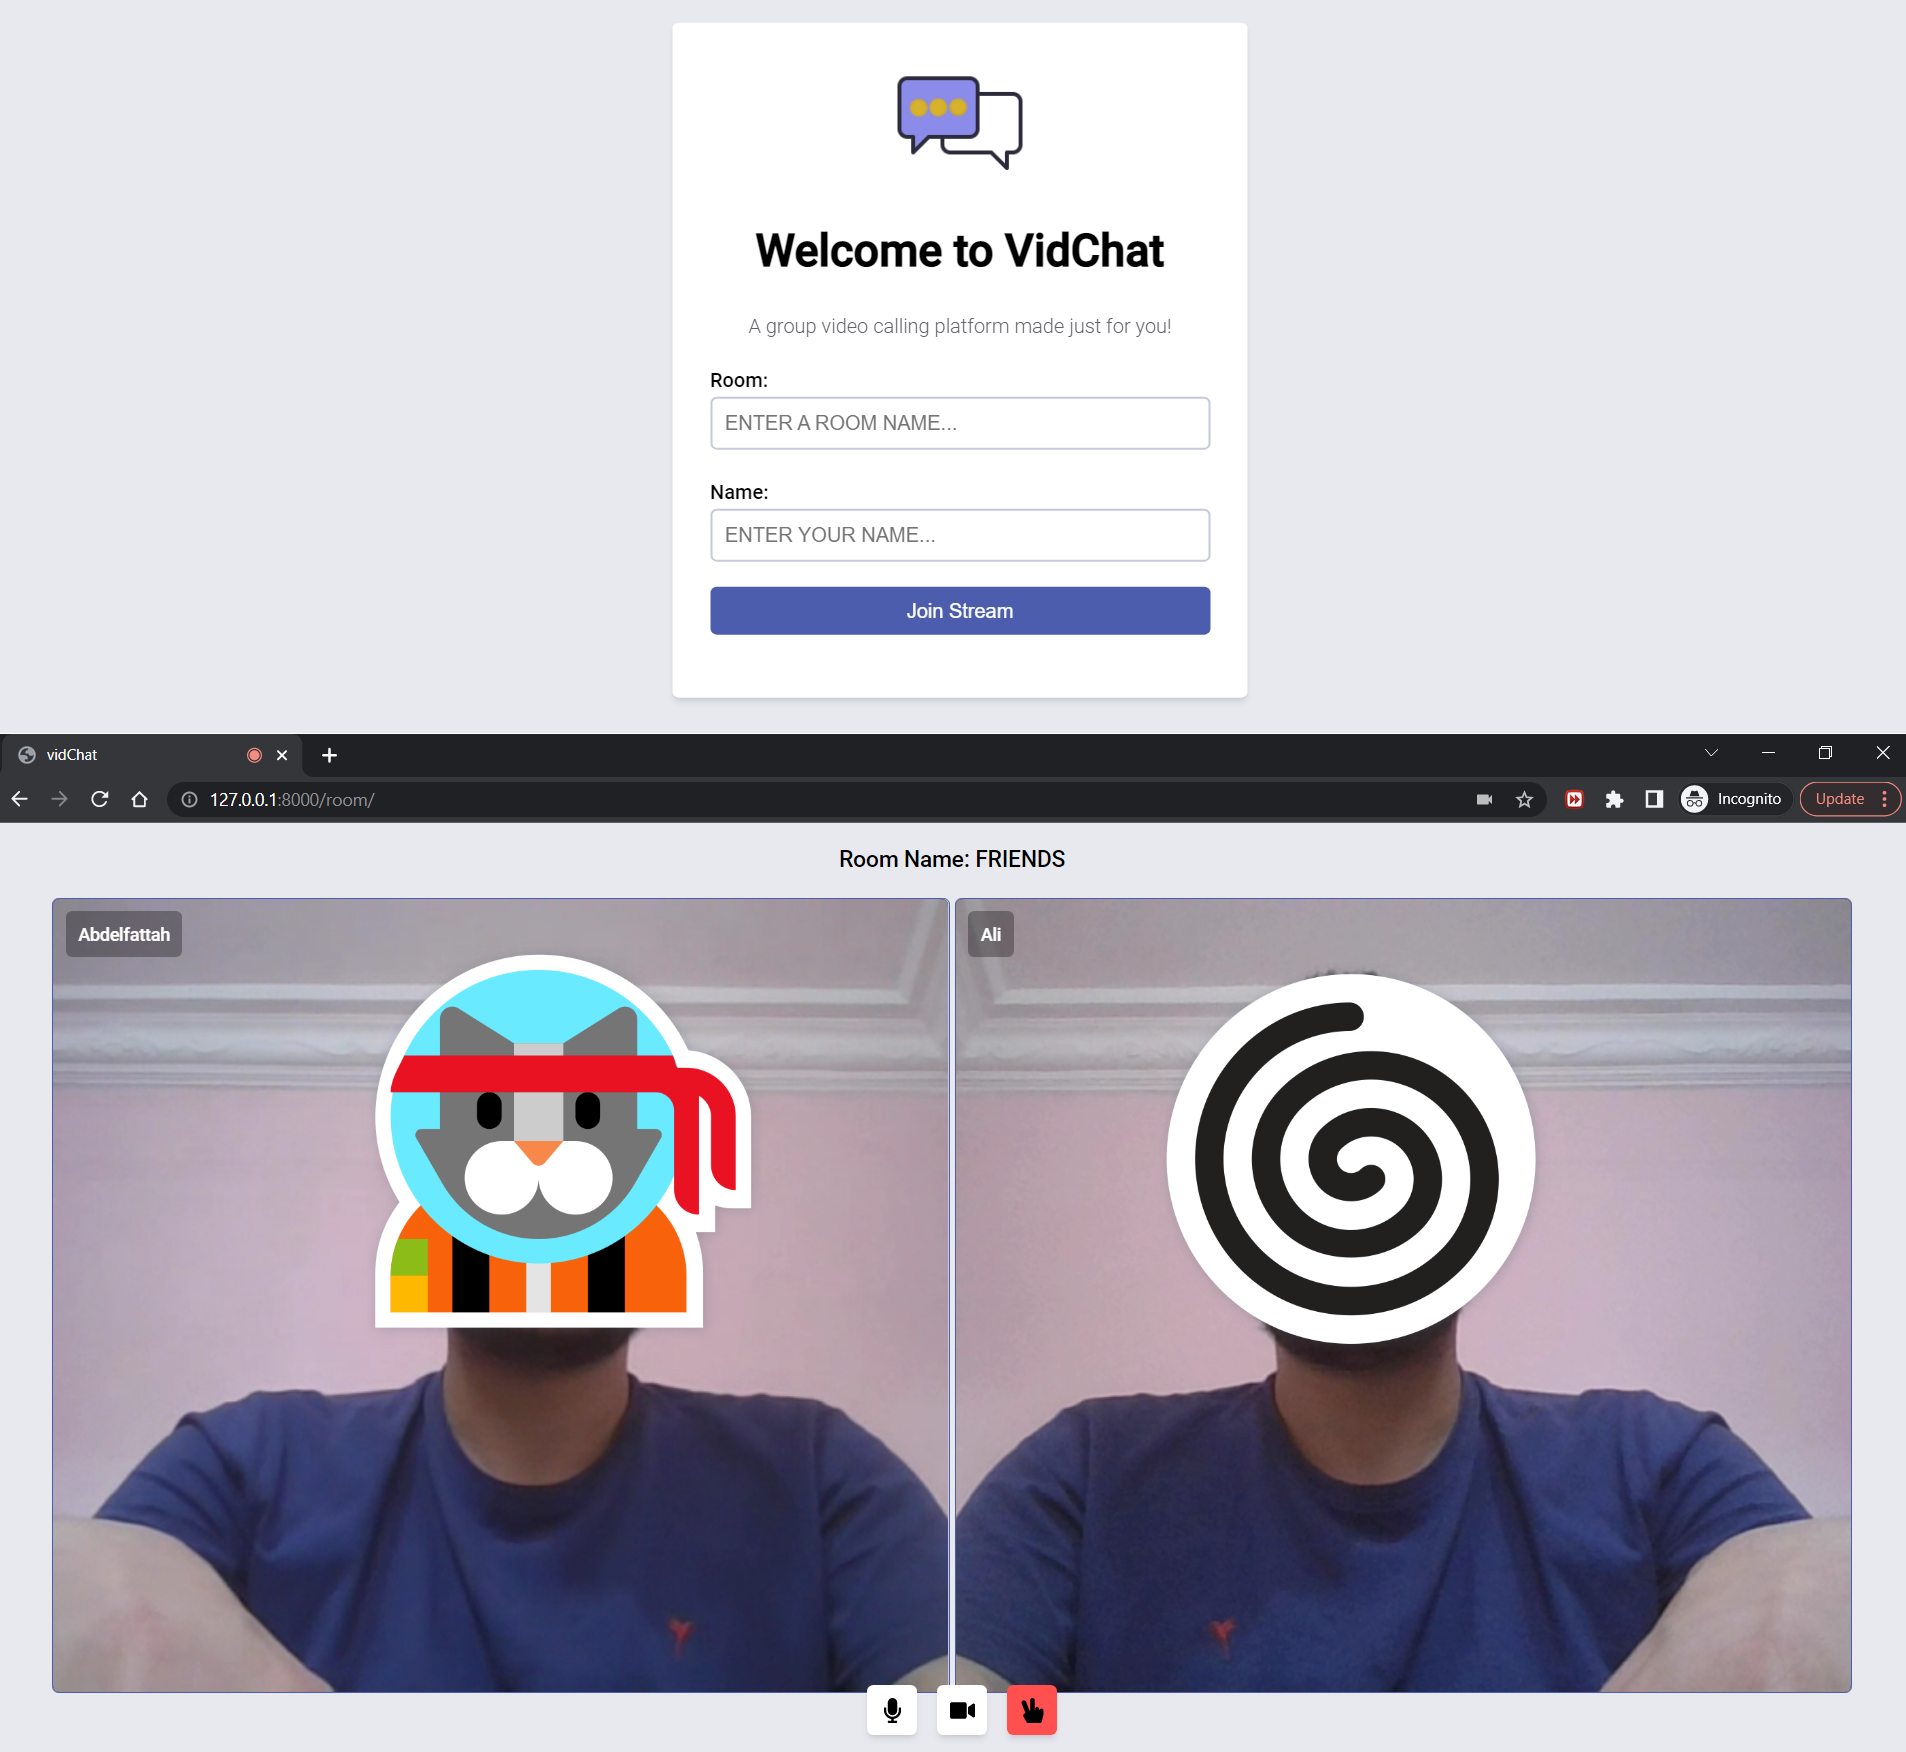 Welcome to VidChat
A group video calling platform made just for you!
Room:
ENTER A ROOM NAME...
Name:
ENTER YOUR NAME...
Join Stream
vidChat
127.0.0.1:8000/room/
Incognito
Update
Room Name: FRIENDS
Abdelfattah
Ali